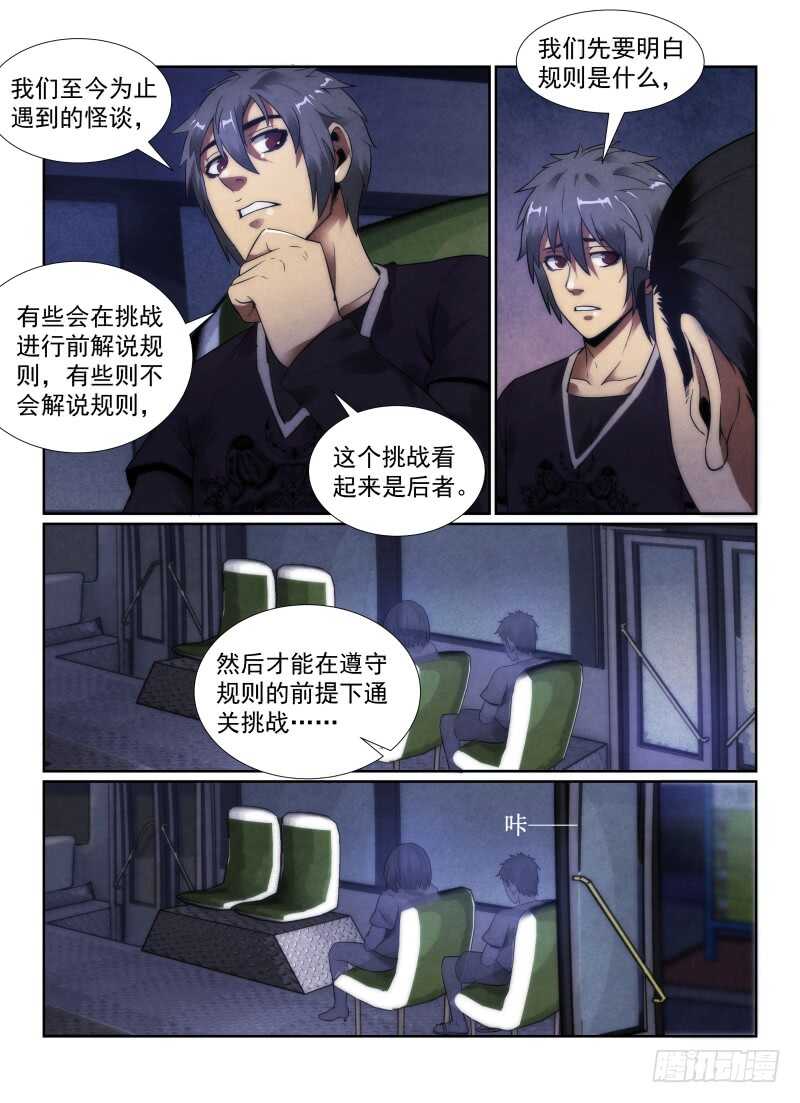 我们至今为止
遇到的怪谈，
有些会在挑战
进行前解说规
则，有些则不
会解说规则，
这个挑战看
起来是后者。
我们先要明白
规则是什么，
然后才能在遵守
规则的前提下通
关挑战……
咔——
腾讯动漫